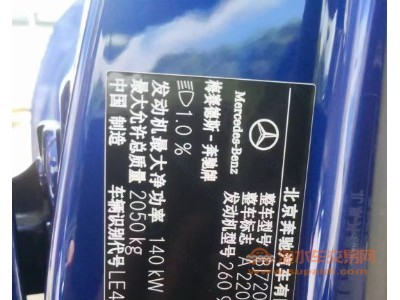 北京奔驰汽车有
整车型号
整车标志
发动机型号 260 9
Mercedes-Benz
梅赛德斯-奔驰牌
1.0 %
发动机最大净功率 140 kW
最大允许总质量 2050 kg
中国 制造
车辆识别代号 LE4